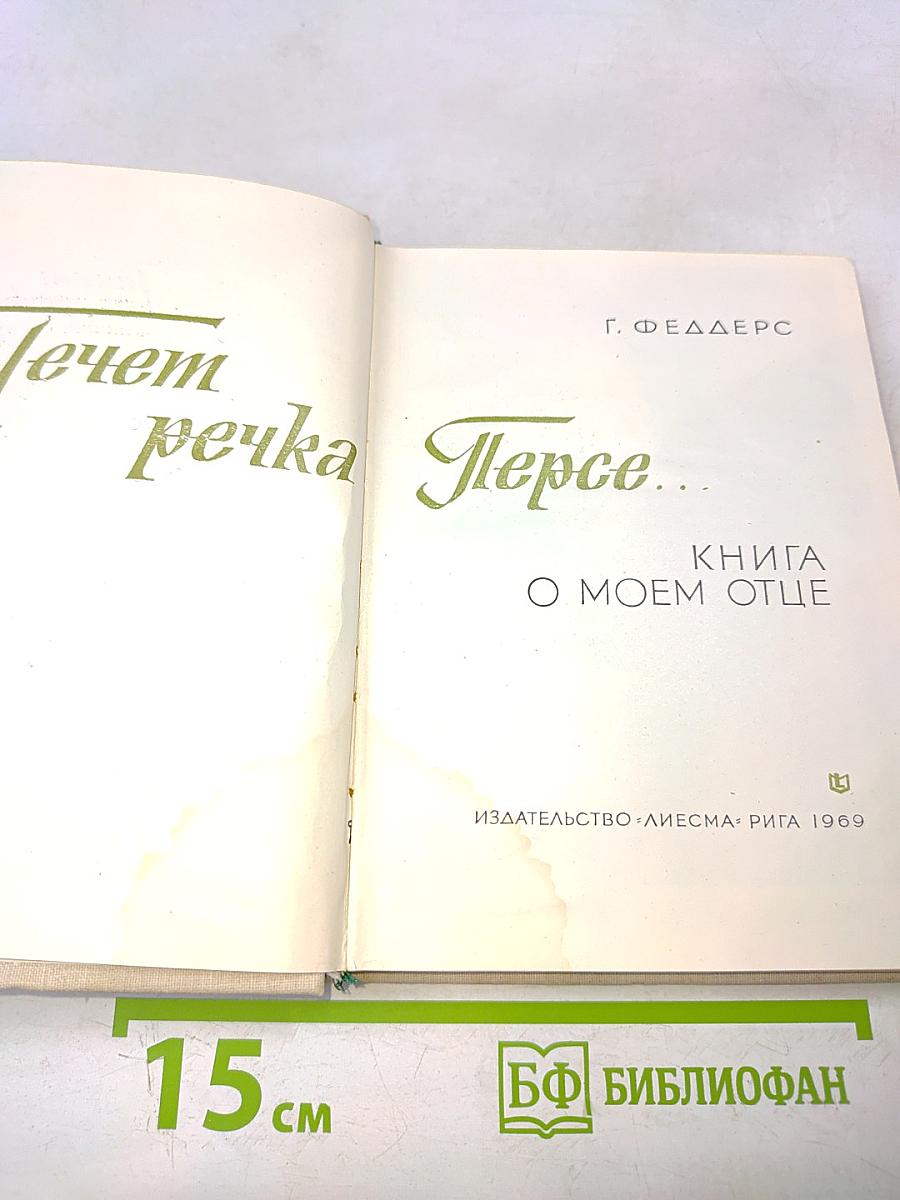 Г. ФЕДДЕРС
Течет
речка
Персе...
КНИГА
О МОЕМ ОТЦЕ
ИЗДАТЕЛЬСТВО «ЛИЕСМА» РИГА 1969
15 см
БФ БИБЛИОФАН